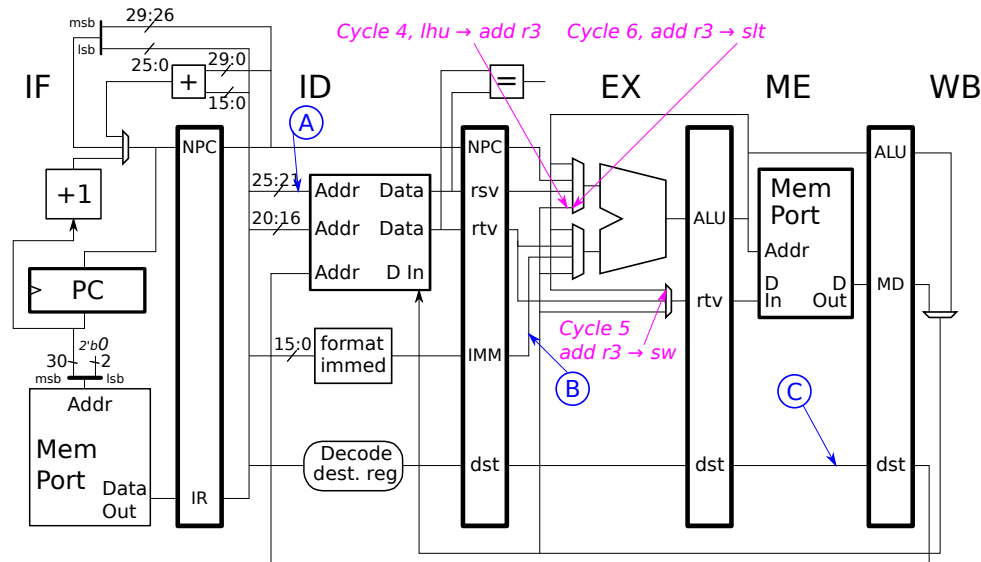 29:26
msb
lsb
25:0
29:0
15:0
+
=
Cycle 4, lhu → add r3
Cycle 6, add r3 → slt
IF
ID
EX
ME
WB
A
NPC
NPC
ALU
+1
25:21
Addr
Data
rsv
20:16
Addr
Data
rtv
Addr
D In
ALU
Mem
Port
Addr
D
In
D
Out
MD
PC
rtv
Cycle 5
add r3 → sw
15:0
format
immed
IMM
B
C
2'b0
30
2
msb
lsb
Addr
Mem
Port
Data
Out
IR
Decode
dest. reg
dst
dst
dst